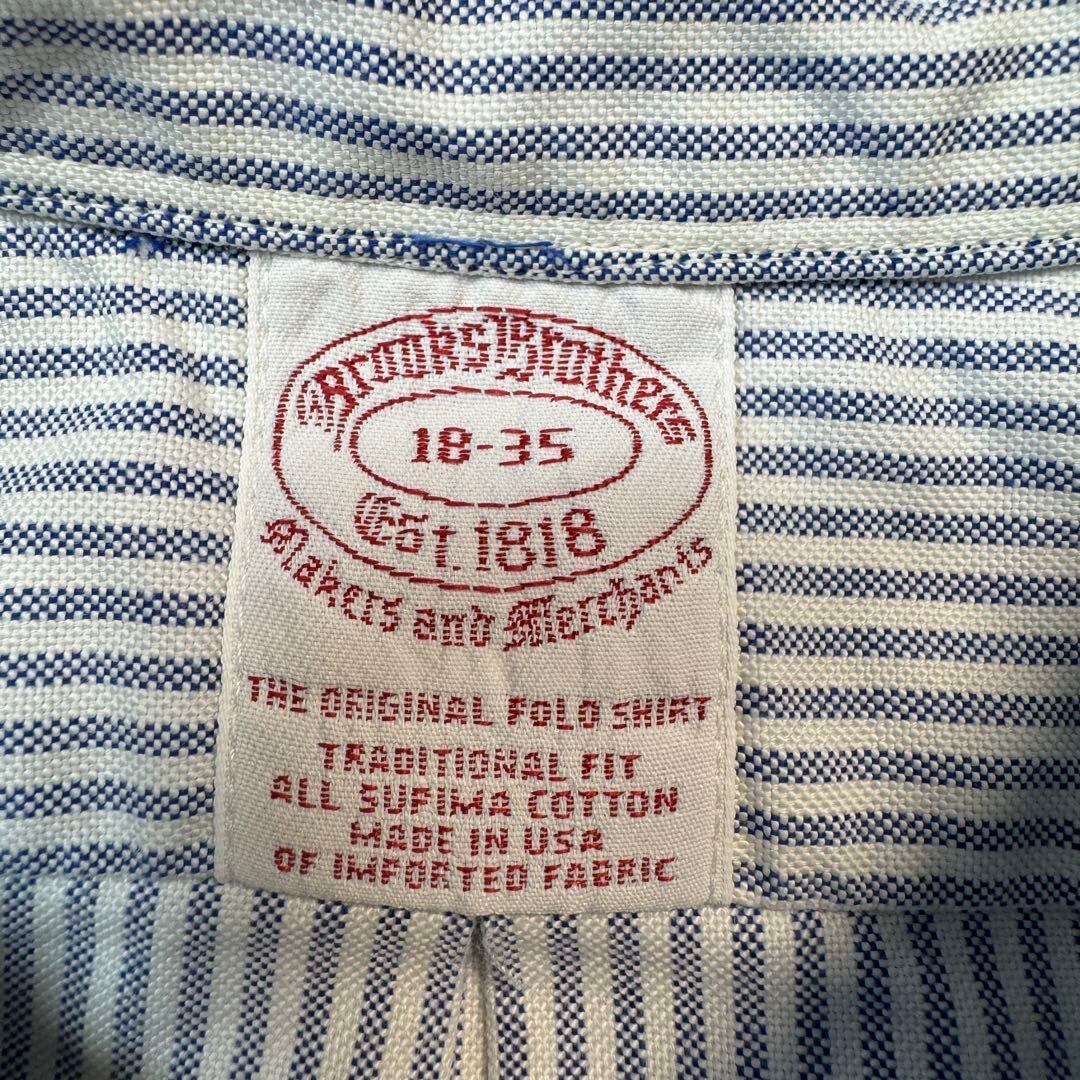 Brooks Brothers
18-35
Est. 1818
Makers and Merchants
THE ORIGINAL POLO SHIRT
TRADITIONAL FIT
ALL SUPIMA COTTON
MADE IN USA
OF IMPORTED FABRIC